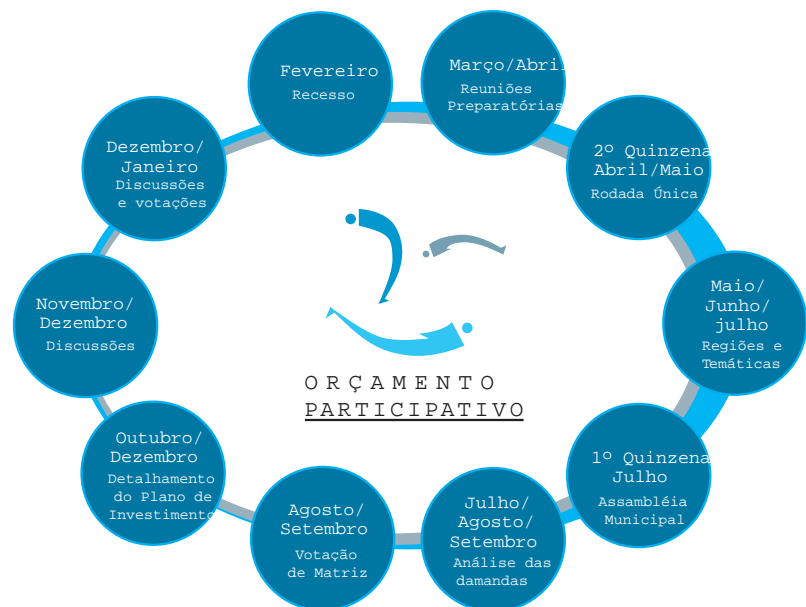 Fevereiro
Recesso
Março/Abril
Reuniões
Preparatórias
2º Quinzena
Abril/Maio
Rodada Única
Maio/
Junho/
julho
Regiões e
Temáticas
1º Quinzena
Julho
Assambléia
Municipal
Julho/
Agosto/
Setembro
Análise das
damandas
Agosto/
Setembro
Votação
de Matriz
Outubro/
Dezembro
Detalhamento
do Plano de
Investimento
Novembro/
Dezembro
Discussões
Dezembro/
Janeiro
Discussões
e votações
ORÇAMENTO
PARTICIPATIVO